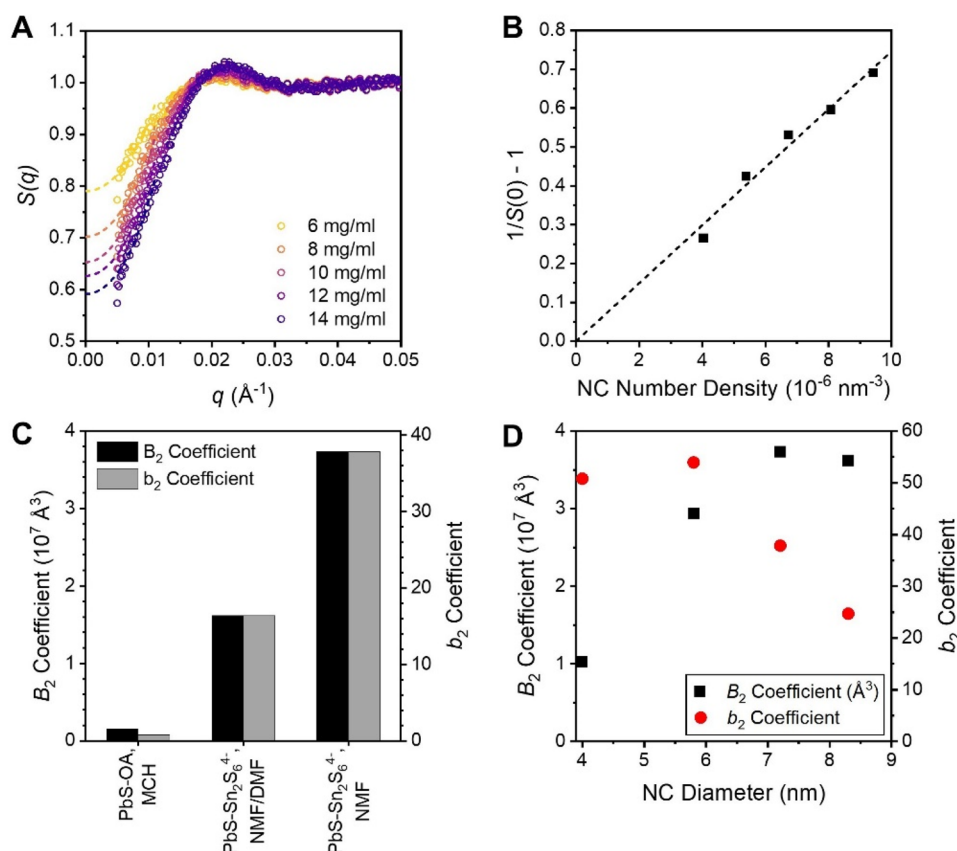 A
1.1
1.0
0.9
0.8
0.7
0.6
0.5
S(q)
6 mg/ml
8 mg/ml
10 mg/ml
12 mg/ml
14 mg/ml
0.00 0.01 0.02 0.03 0.04 0.05
q (Å⁻¹)
B
0.8
0.7
0.6
0.5
0.4
0.3
0.2
0.1
0.0
1/S(0) - 1
0 2 4 6 8 10
NC Number Density (10⁻⁶ nm⁻³)
C
4
3
2
1
0
B₂ Coefficient (10⁷ Å³)
B₂ Coefficient
b₂ Coefficient
40
30
20
10
0
b₂ Coefficient
PbS-OA,
MCH
PbS-Sn₂S₆⁴⁻,
NMF/DMF
PbS-Sn₂S₆⁴⁻,
NMF
D
4
3
2
1
0
B₂ Coefficient (10⁷ Å³)
60
50
40
30
20
10
0
b₂ Coefficient
B₂ Coefficient (Å³)
b₂ Coefficient
4 5 6 7 8 9
NC Diameter (nm)